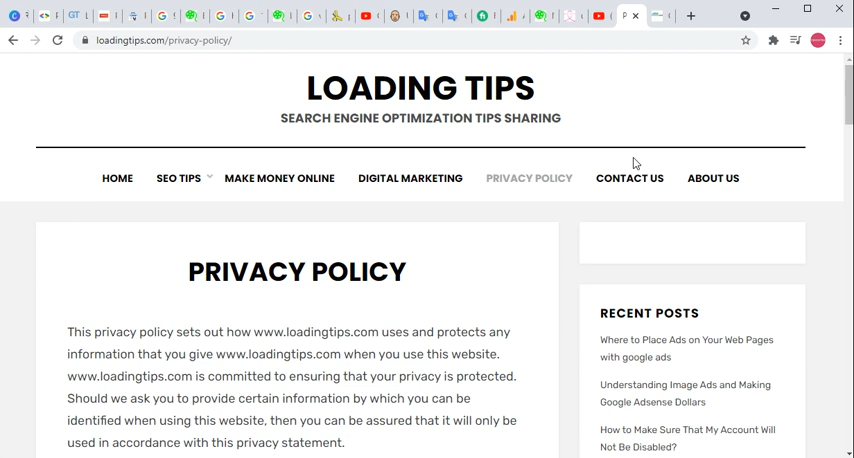 loadingtips.com/privacy-policy/
LOADING TIPS
SEARCH ENGINE OPTIMIZATION TIPS SHARING
HOME SEO TIPS MAKE MONEY ONLINE DIGITAL MARKETING PRIVACY POLICY CONTACT US ABOUT US
PRIVACY POLICY
This privacy policy sets out how www.loadingtips.com uses and protects any
information that you give www.loadingtips.com when you use this website.
www.loadingtips.com is committed to ensuring that your privacy is protected.
Should we ask you to provide certain information by which you can be
identified when using this website, then you can be assured that it will only be
used in accordance with this privacy statement.
RECENT POSTS
Where to Place Ads on Your Web Pages
with google ads
Understanding Image Ads and Making
Google Adsense Dollars
How to Make Sure That My Account Will
Not Be Disabled?